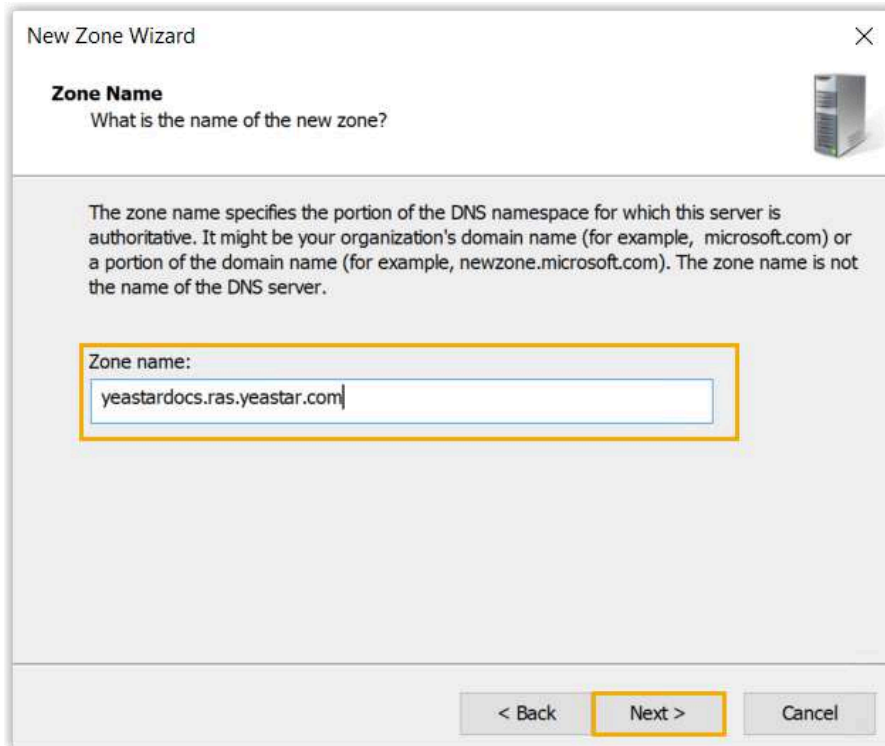 New Zone Wizard
Zone Name
What is the name of the new zone?
The zone name specifies the portion of the DNS namespace for which this server is
authoritative. It might be your organization's domain name (for example, microsoft.com) or
a portion of the domain name (for example, newzone.microsoft.com). The zone name is not
the name of the DNS server.
Zone name:
yeastardocs.ras.yeastar.com
< Back Next > Cancel